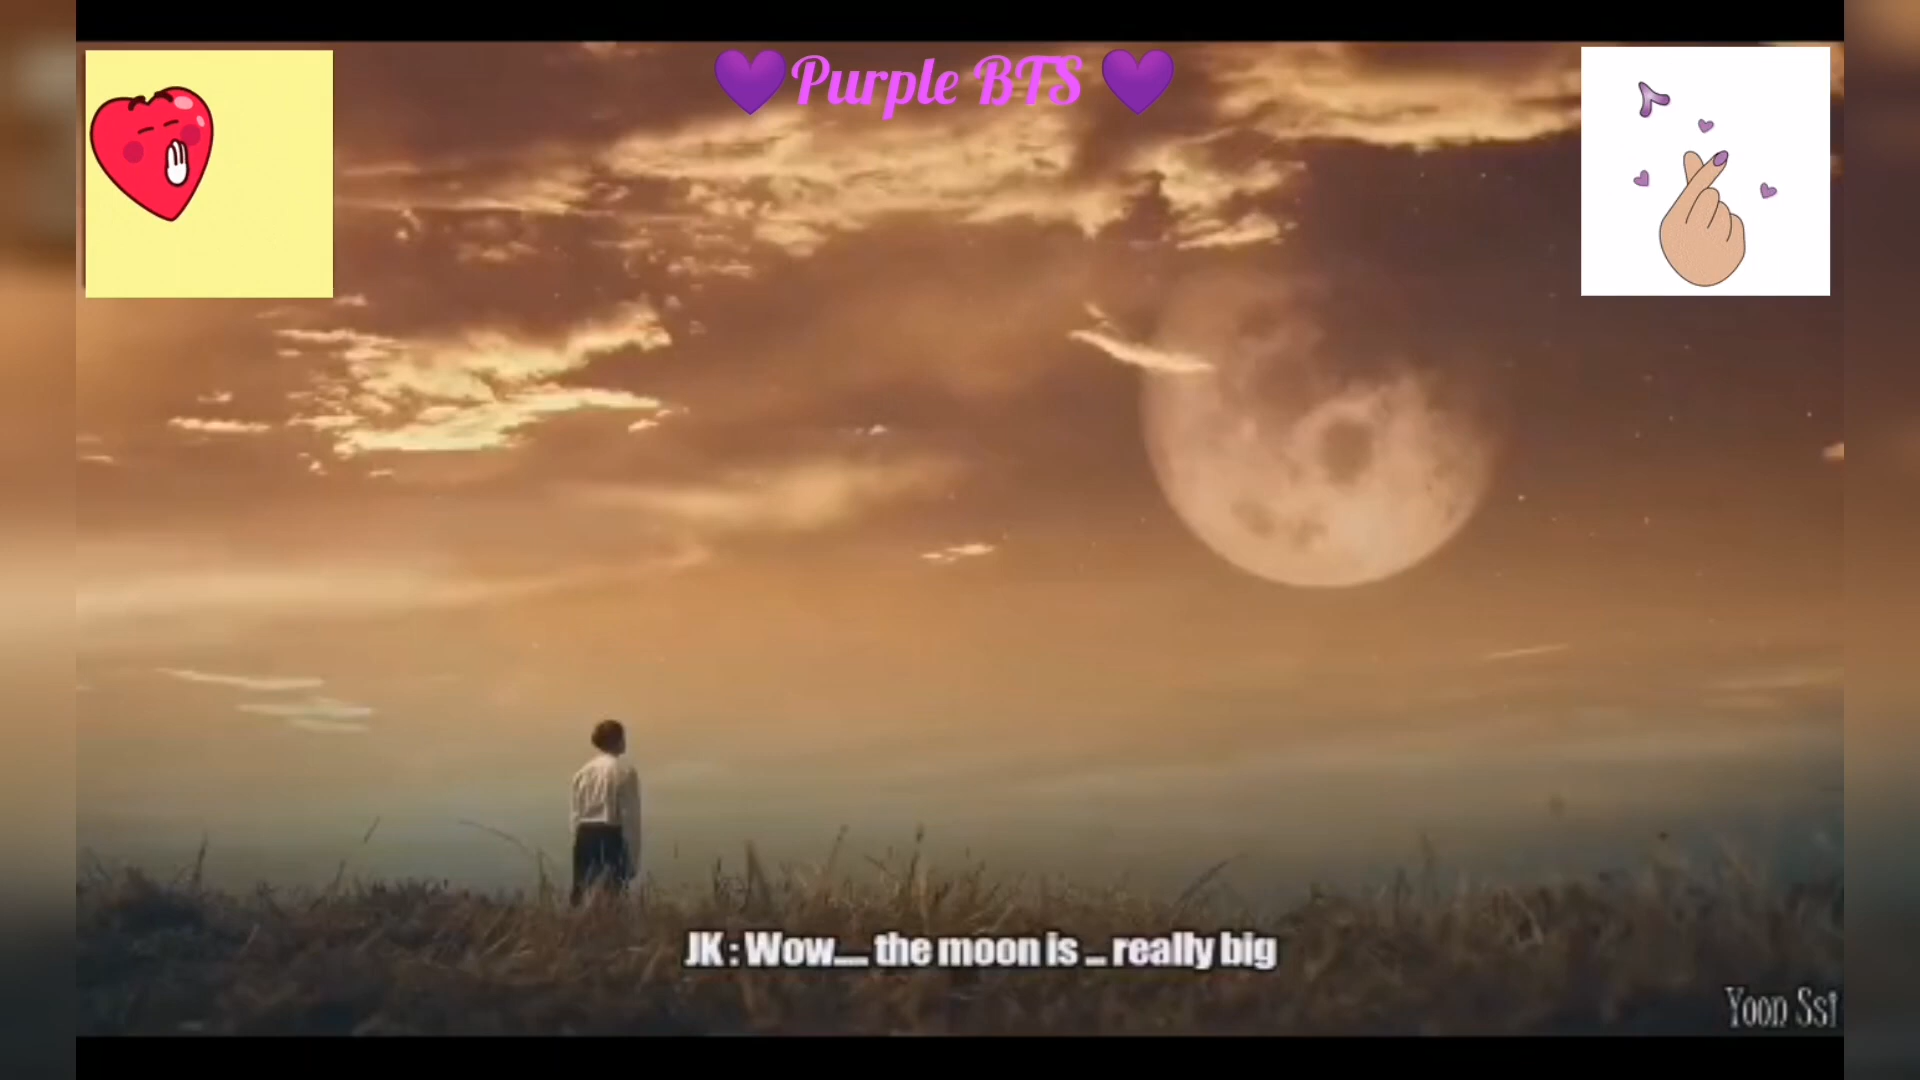 💜Purple BTS 💜
JK : Wow.... the moon is .. really big
Yoon Ssi